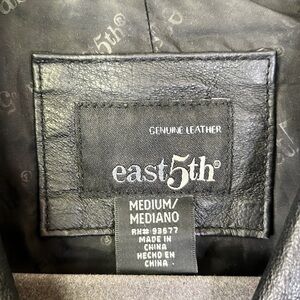 GENUINE LEATHER
east5th®
MEDIUM/
MEDIANO
RN# 93677
MADE IN
CHINA
HECHO EN
CHINA